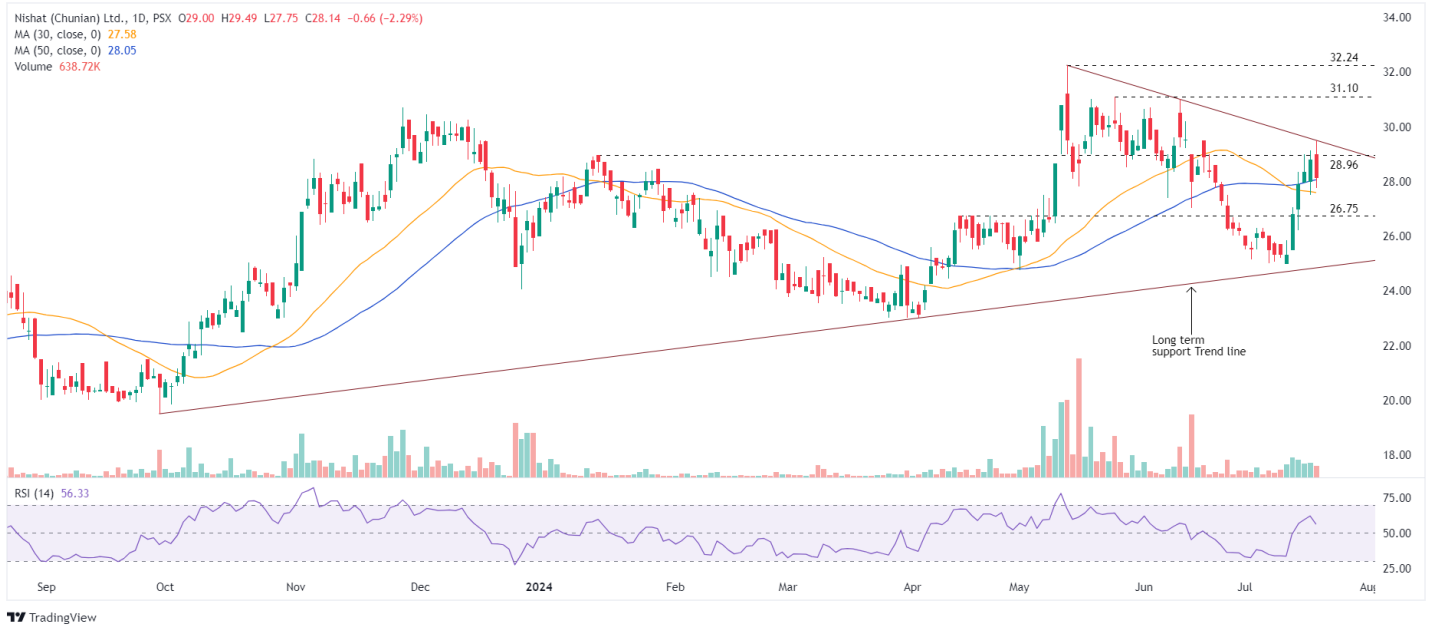 Nishat (Chunian) Ltd., 1D, PSX O29.00 H29.49 L27.75 C28.14 −0.66 (−2.29%)
MA (30, close, 0) 27.58
MA (50, close, 0) 28.05
Volume 638.72K
34.00
32.24
32.00
31.10
30.00
28.96
28.00
26.75
26.00
24.00
Long term
support Trend line
22.00
20.00
18.00
RSI (14) 56.33
75.00
50.00
25.00
Sep Oct Nov Dec 2024 Feb Mar Apr May Jun Jul Aug
TradingView